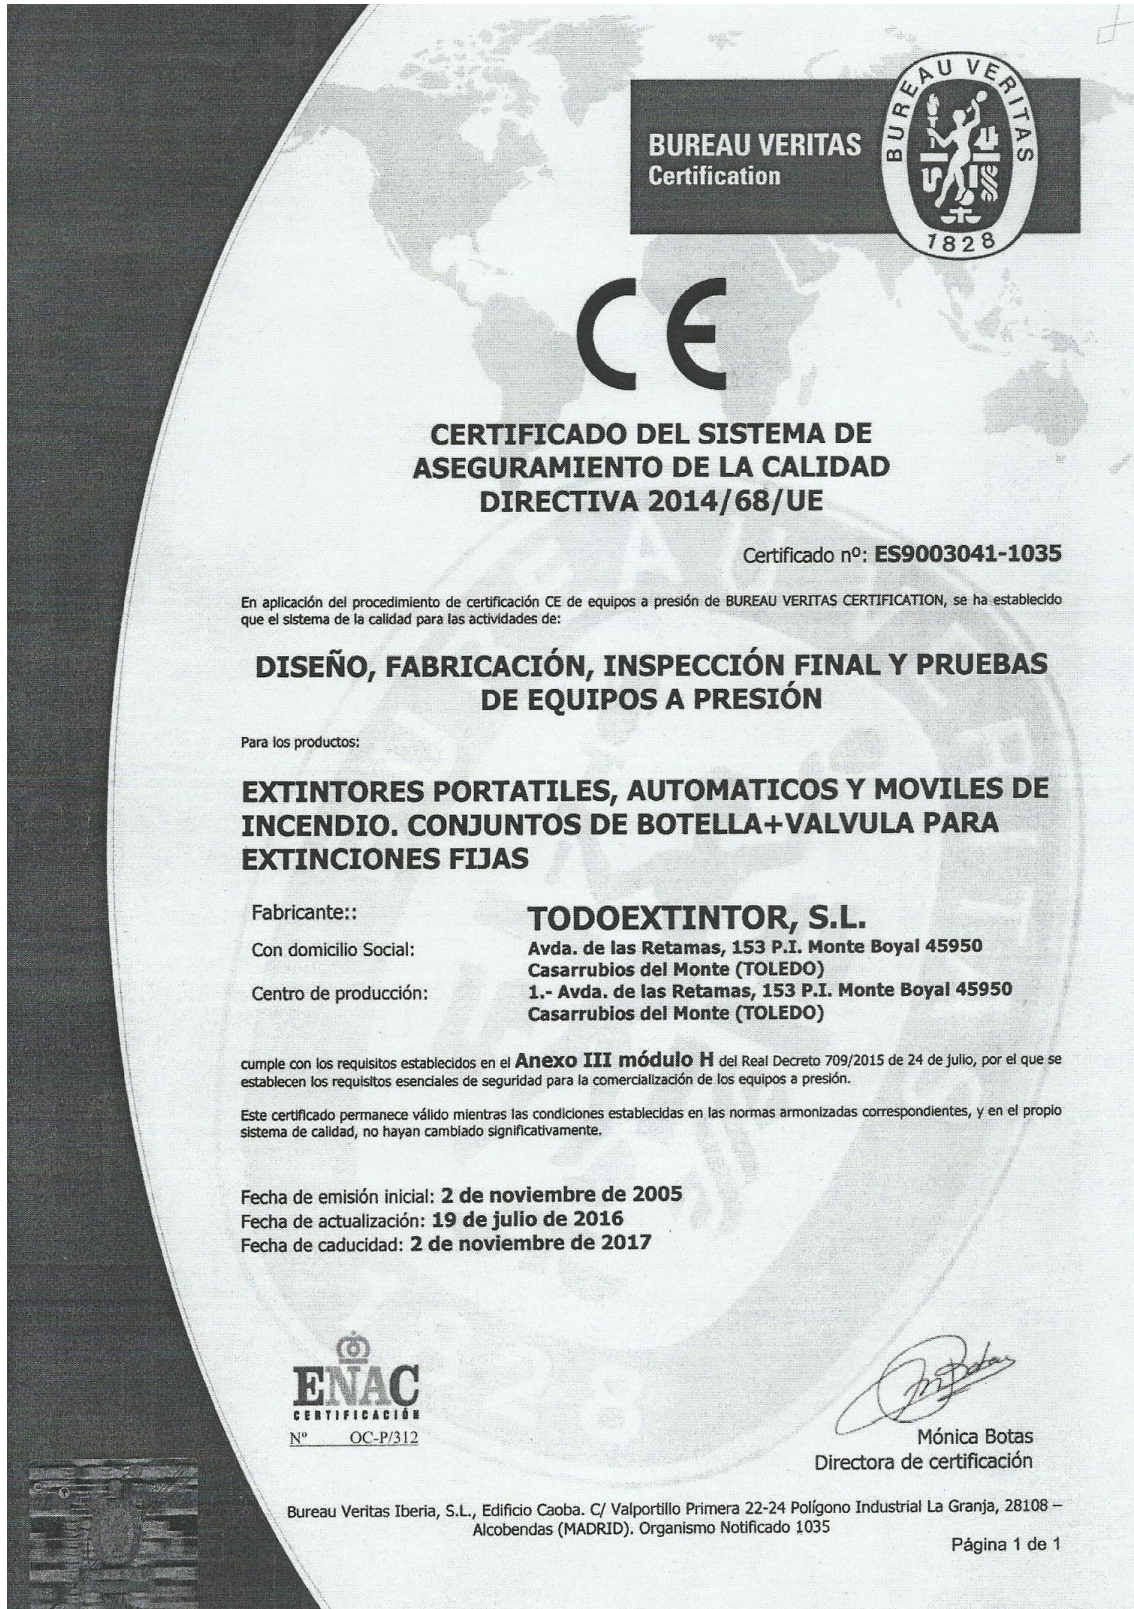 BUREAU VERITAS
Certification
BUREAU VERITAS
1828
CE
CERTIFICADO DEL SISTEMA DE
ASEGURAMIENTO DE LA CALIDAD
DIRECTIVA 2014/68/UE
Certificado nº: ES9003041-1035
En aplicación del procedimiento de certificación CE de equipos a presión de BUREAU VERITAS CERTIFICATION, se ha establecido
que el sistema de la calidad para las actividades de:
DISEÑO, FABRICACIÓN, INSPECCIÓN FINAL Y PRUEBAS
DE EQUIPOS A PRESIÓN
Para los productos:
EXTINTORES PORTATILES, AUTOMATICOS Y MOVILES DE
INCENDIO. CONJUNTOS DE BOTELLA+VALVULA PARA
EXTINCIONES FIJAS
Fabricante:: TODOEXTINTOR, S.L.
Con domicilio Social: Avda. de las Retamas, 153 P.I. Monte Boyal 45950
Casarrubios del Monte (TOLEDO)
Centro de producción: 1.- Avda. de las Retamas, 153 P.I. Monte Boyal 45950
Casarrubios del Monte (TOLEDO)
cumple con los requisitos establecidos en el Anexo III módulo H del Real Decreto 709/2015 de 24 de julio, por el que se
establecen los requisitos esenciales de seguridad para la comercialización de los equipos a presión.
Este certificado permanece válido mientras las condiciones establecidas en las normas armonizadas correspondientes, y en el propio
sistema de calidad, no hayan cambiado significativamente.
Fecha de emisión inicial: 2 de noviembre de 2005
Fecha de actualización: 19 de julio de 2016
Fecha de caducidad: 2 de noviembre de 2017
ENAC
CERTIFICACIÓN
Nº OC-P/312
Mónica Botas
Directora de certificación
Bureau Veritas Iberia, S.L., Edificio Caoba. C/ Valportillo Primera 22-24 Polígono Industrial La Granja, 28108 –
Alcobendas (MADRID). Organismo Notificado 1035
Página 1 de 1